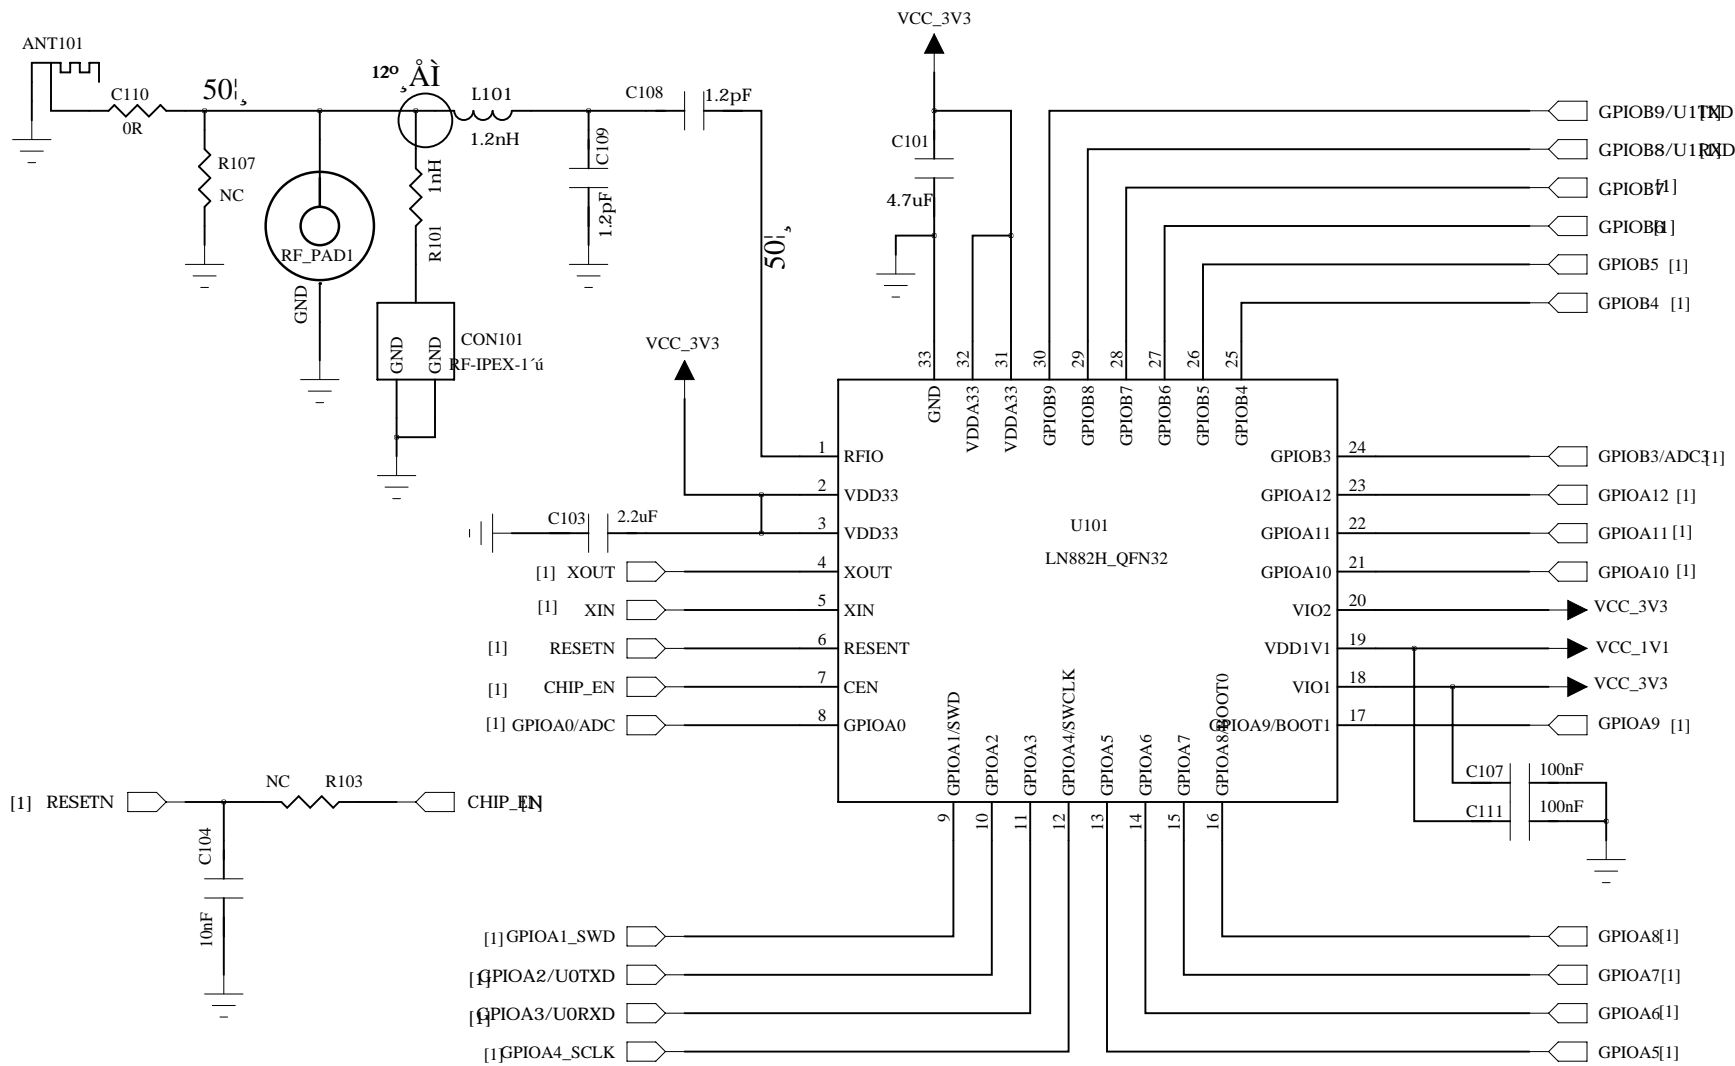 VCC_3V3
ANT101
C110
0R
50¦¸
12º¸ÅÌ
L101
1.2nH
C108
1.2pF
C109
1.2pF
R107
NC
1nH
R101
RF_PAD1
GND
CON101
RF-IPEX-1´ú
GND
GND
50¦¸
C101
4.7uF
GPIOB9/U1TXD
GPIOB8/U1RXD
GPIOB7 [1]
GPIOB6 [1]
GPIOB5 [1]
GPIOB4 [1]
VCC_3V3
33 32 31 30 29 28 27 26 25
GND VDDA33 VDDA33 GPIOB9 GPIOB8 GPIOB7 GPIOB6 GPIOB5 GPIOB4
1 RFIO
2 VDD33
3 VDD33
4 XOUT
5 XIN
6 RESENT
7 CEN
8 GPIOA0
C103 2.2uF
[1] XOUT
[1] XIN
[1] RESETN
[1] CHIP_EN
[1] GPIOA0/ADC
U101
LN882H_QFN32
GPIOB3 24 GPIOB3/ADC3 [1]
GPIOA12 23 GPIOA12 [1]
GPIOA11 22 GPIOA11 [1]
GPIOA10 21 GPIOA10 [1]
VIO2 20 VCC_3V3
VDD1V1 19 VCC_1V1
VIO1 18 VCC_3V3
GPIOA9/BOOT1 17 GPIOA9 [1]
GPIOA1/SWD GPIOA2 GPIOA3 GPIOA4/SWCLK GPIOA5 GPIOA6 GPIOA7 GPIOA8/BOOT0
9 10 11 12 13 14 15 16
C107 100nF
C111 100nF
[1] RESETN
NC R103
CHIP_EN [1]
C104
10nF
[1] GPIOA1_SWD
[1] GPIOA2/U0TXD
[1] GPIOA3/U0RXD
[1] GPIOA4_SCLK
GPIOA8 [1]
GPIOA7 [1]
GPIOA6 [1]
GPIOA5 [1]